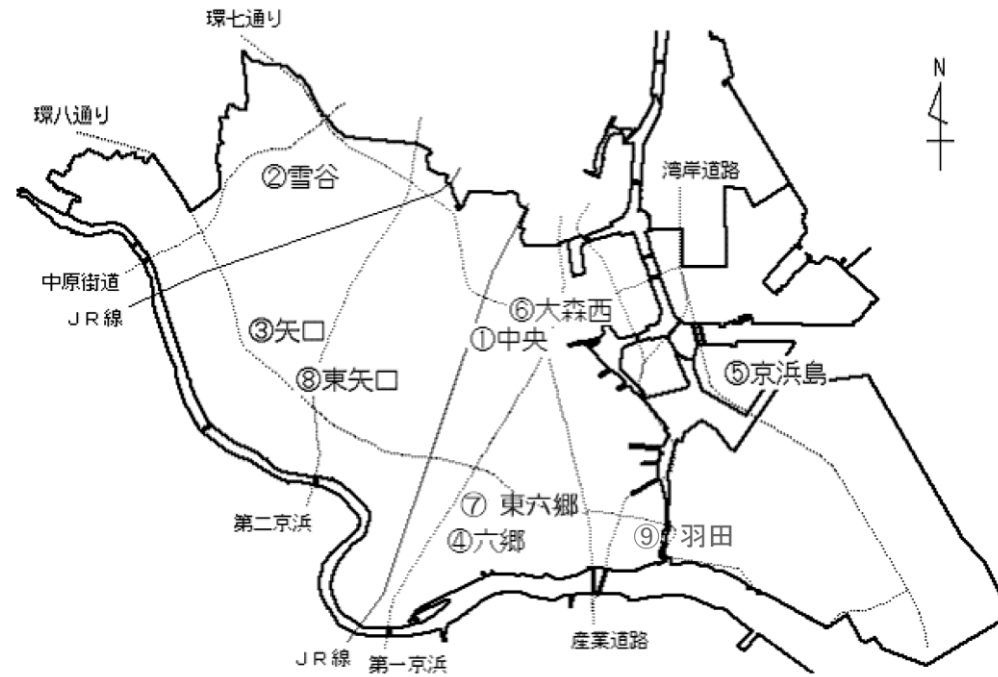 環七通り
N
環八通り
湾岸道路
②雪谷
中原街道
JR線
⑥大森西
③矢口
①中央
⑤京浜島
⑧東矢口
⑦ 東六郷
第二京浜
④六郷
⑨ 羽田
産業道路
JR線
第一京浜